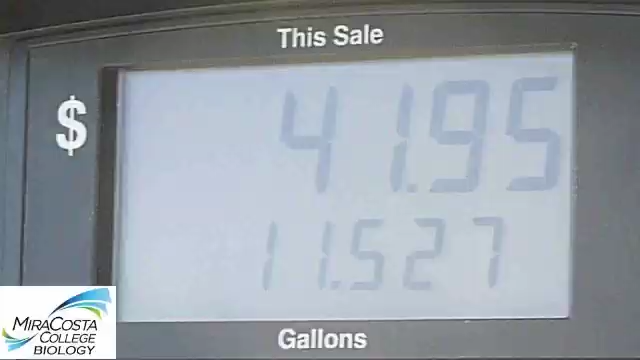 This Sale
$ 41.95
11.527
Gallons
MIRACOSTA
COLLEGE
BIOLOGY